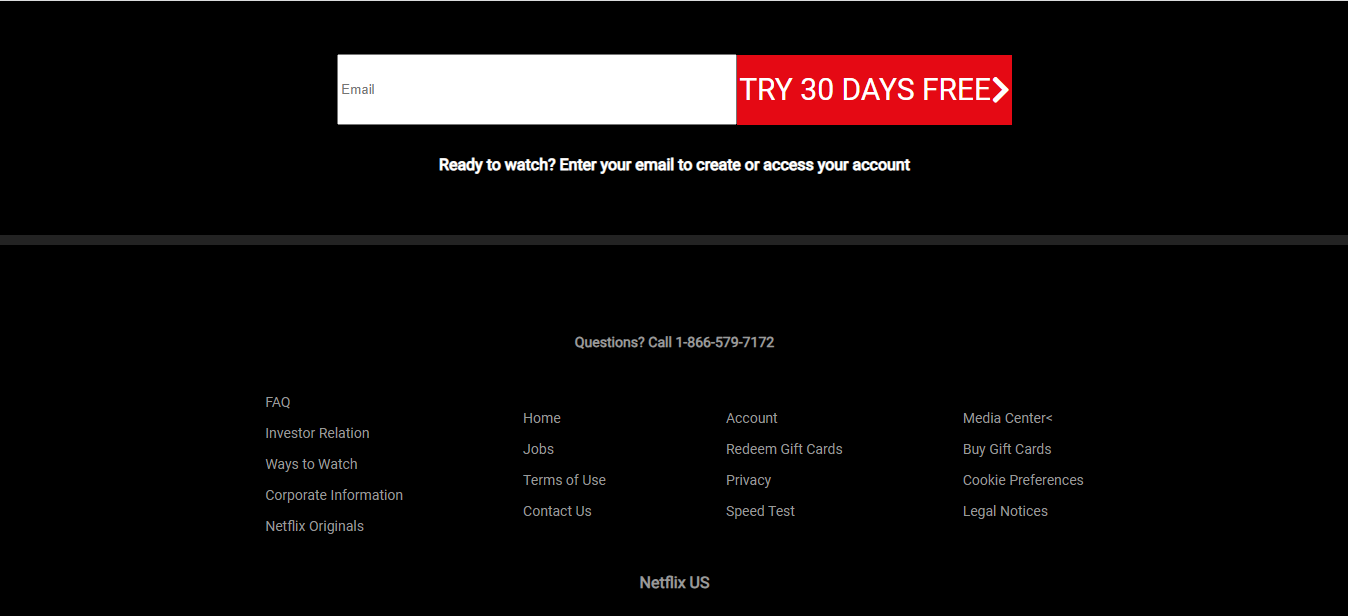 Email
TRY 30 DAYS FREE
Ready to watch? Enter your email to create or access your account
Questions? Call 1-866-579-7172
FAQ
Investor Relation
Ways to Watch
Corporate Information
Netflix Originals
Home
Jobs
Terms of Use
Contact Us
Account
Redeem Gift Cards
Privacy
Speed Test
Media Center<
Buy Gift Cards
Cookie Preferences
Legal Notices
Netflix US